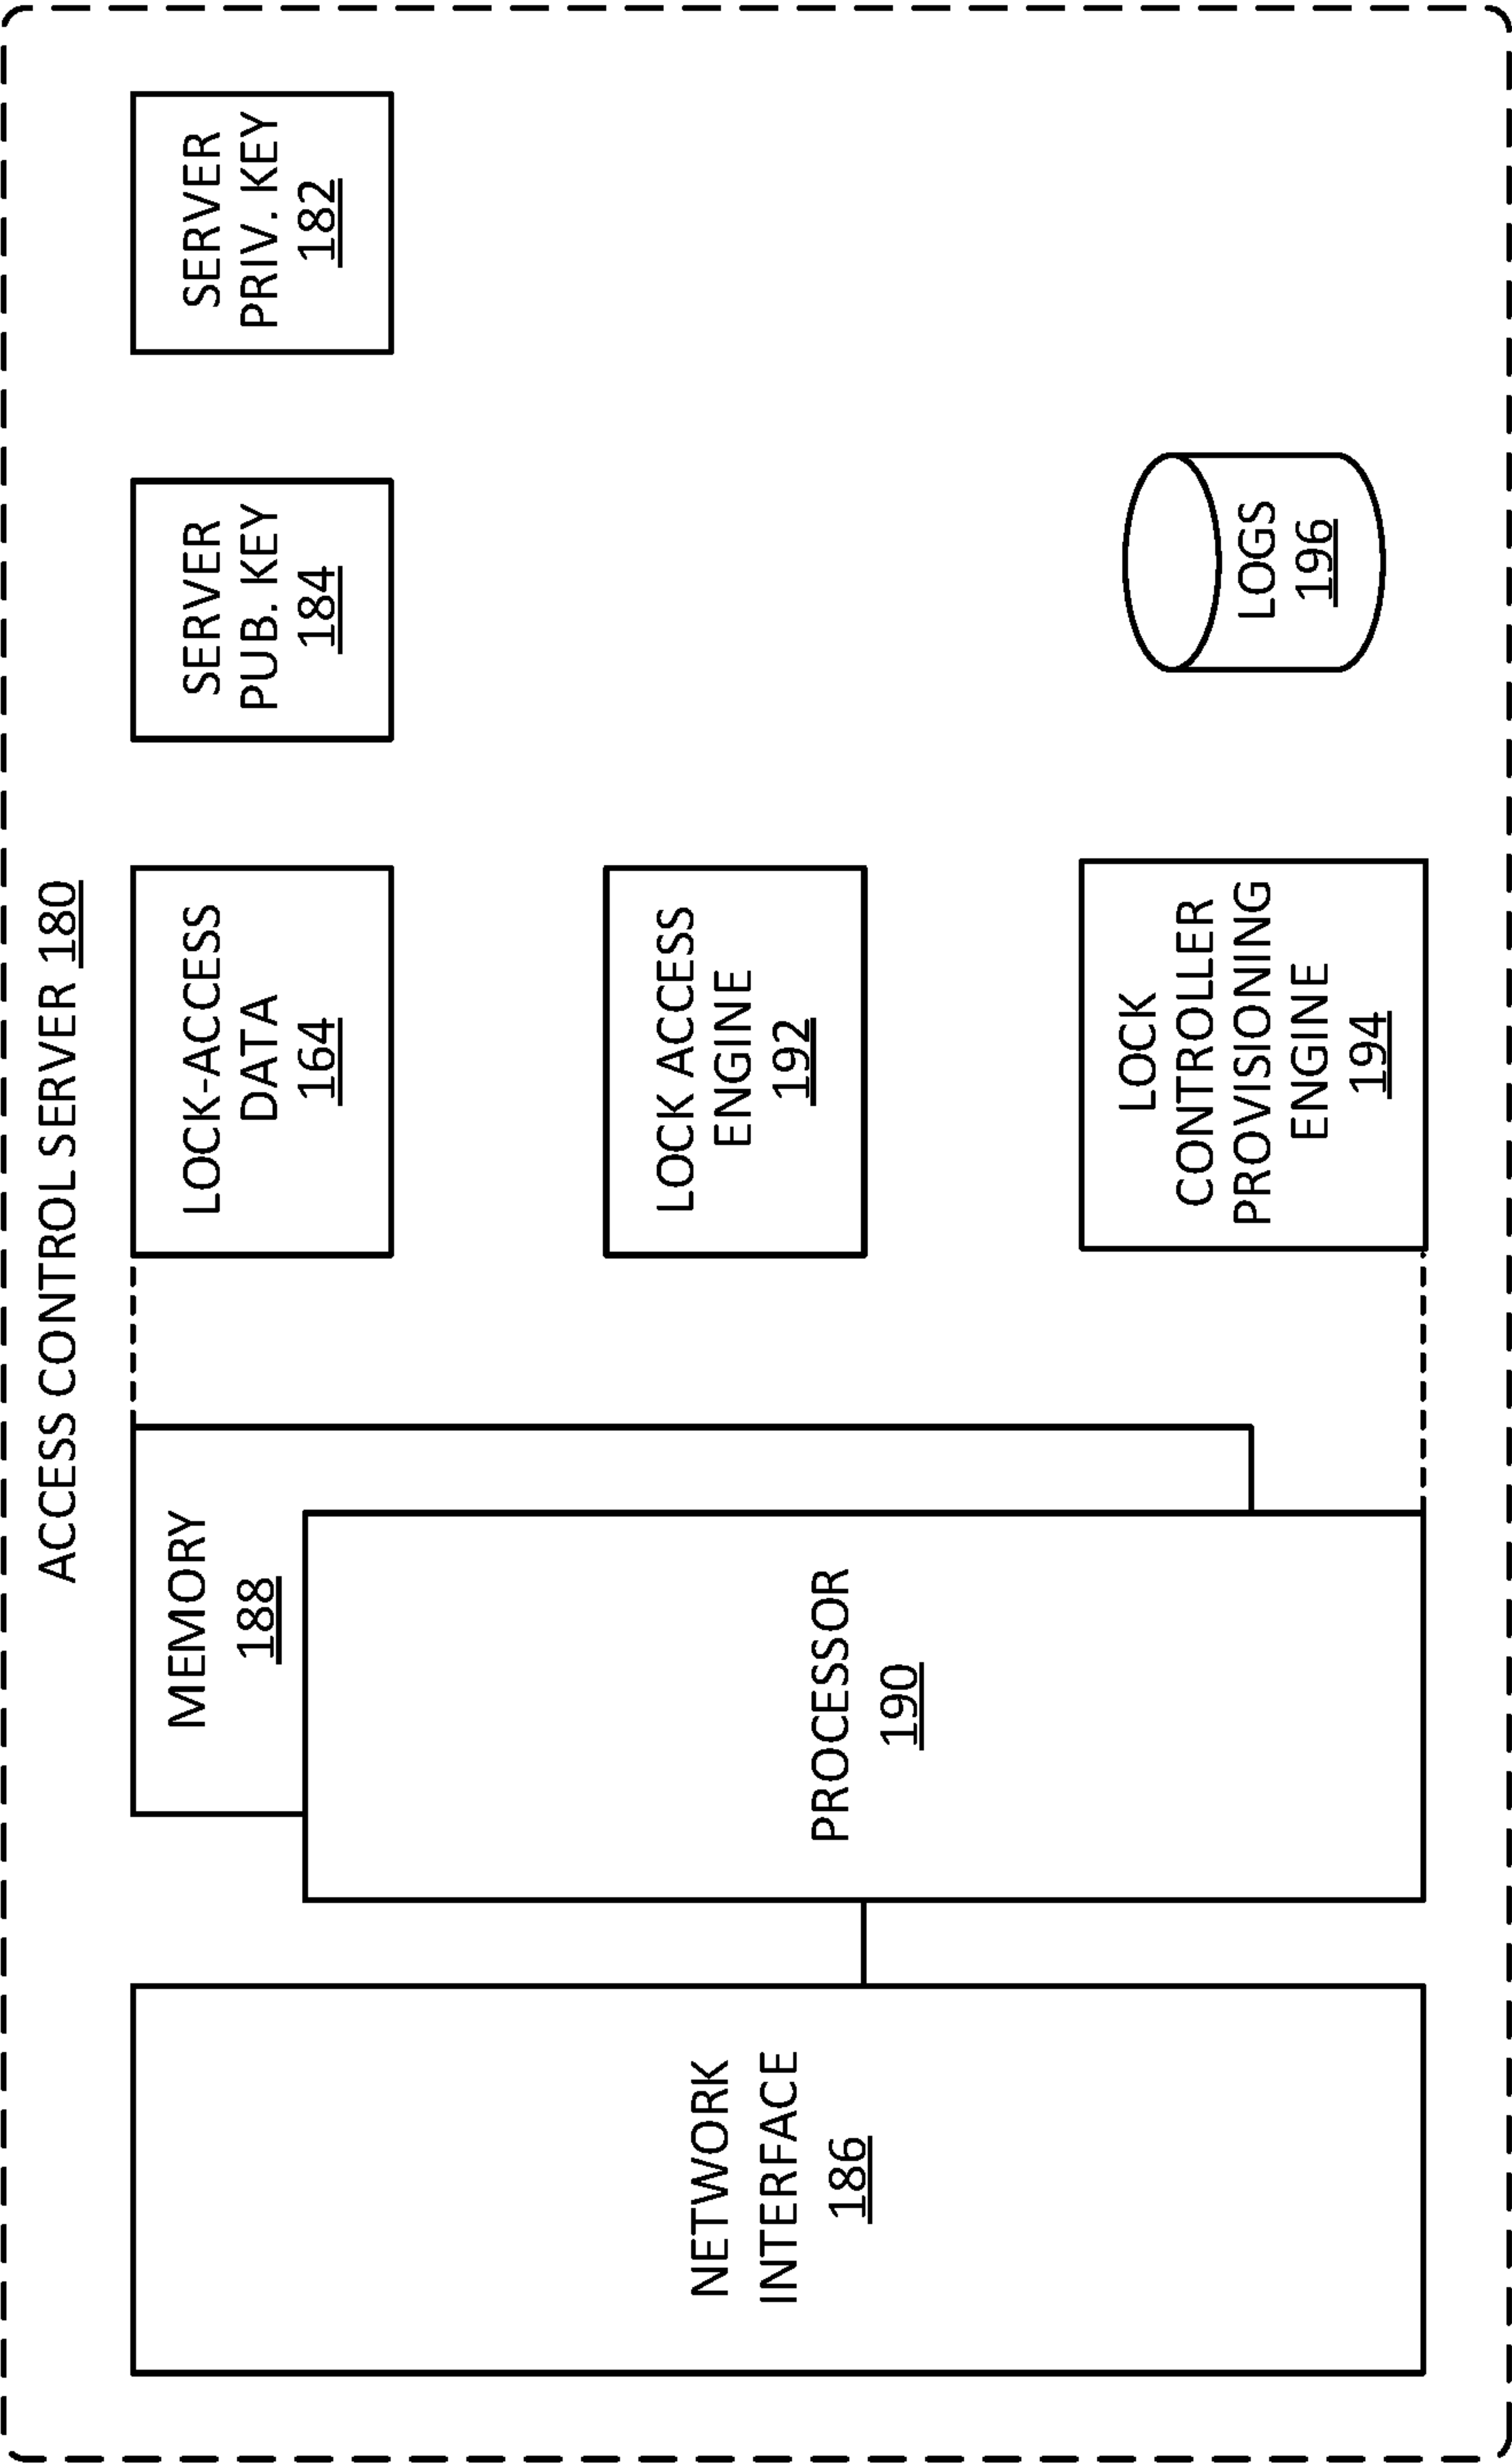 ACCESS CONTROL SERVER 180
NETWORK
INTERFACE
186
MEMORY
188
PROCESSOR
190
LOCK-ACCESS
DATA
164
SERVER
PUB. KEY
184
SERVER
PRIV. KEY
182
LOCK ACCESS
ENGINE
192
LOCK
CONTROLLER
PROVISIONING
ENGINE
194
LOGS
196